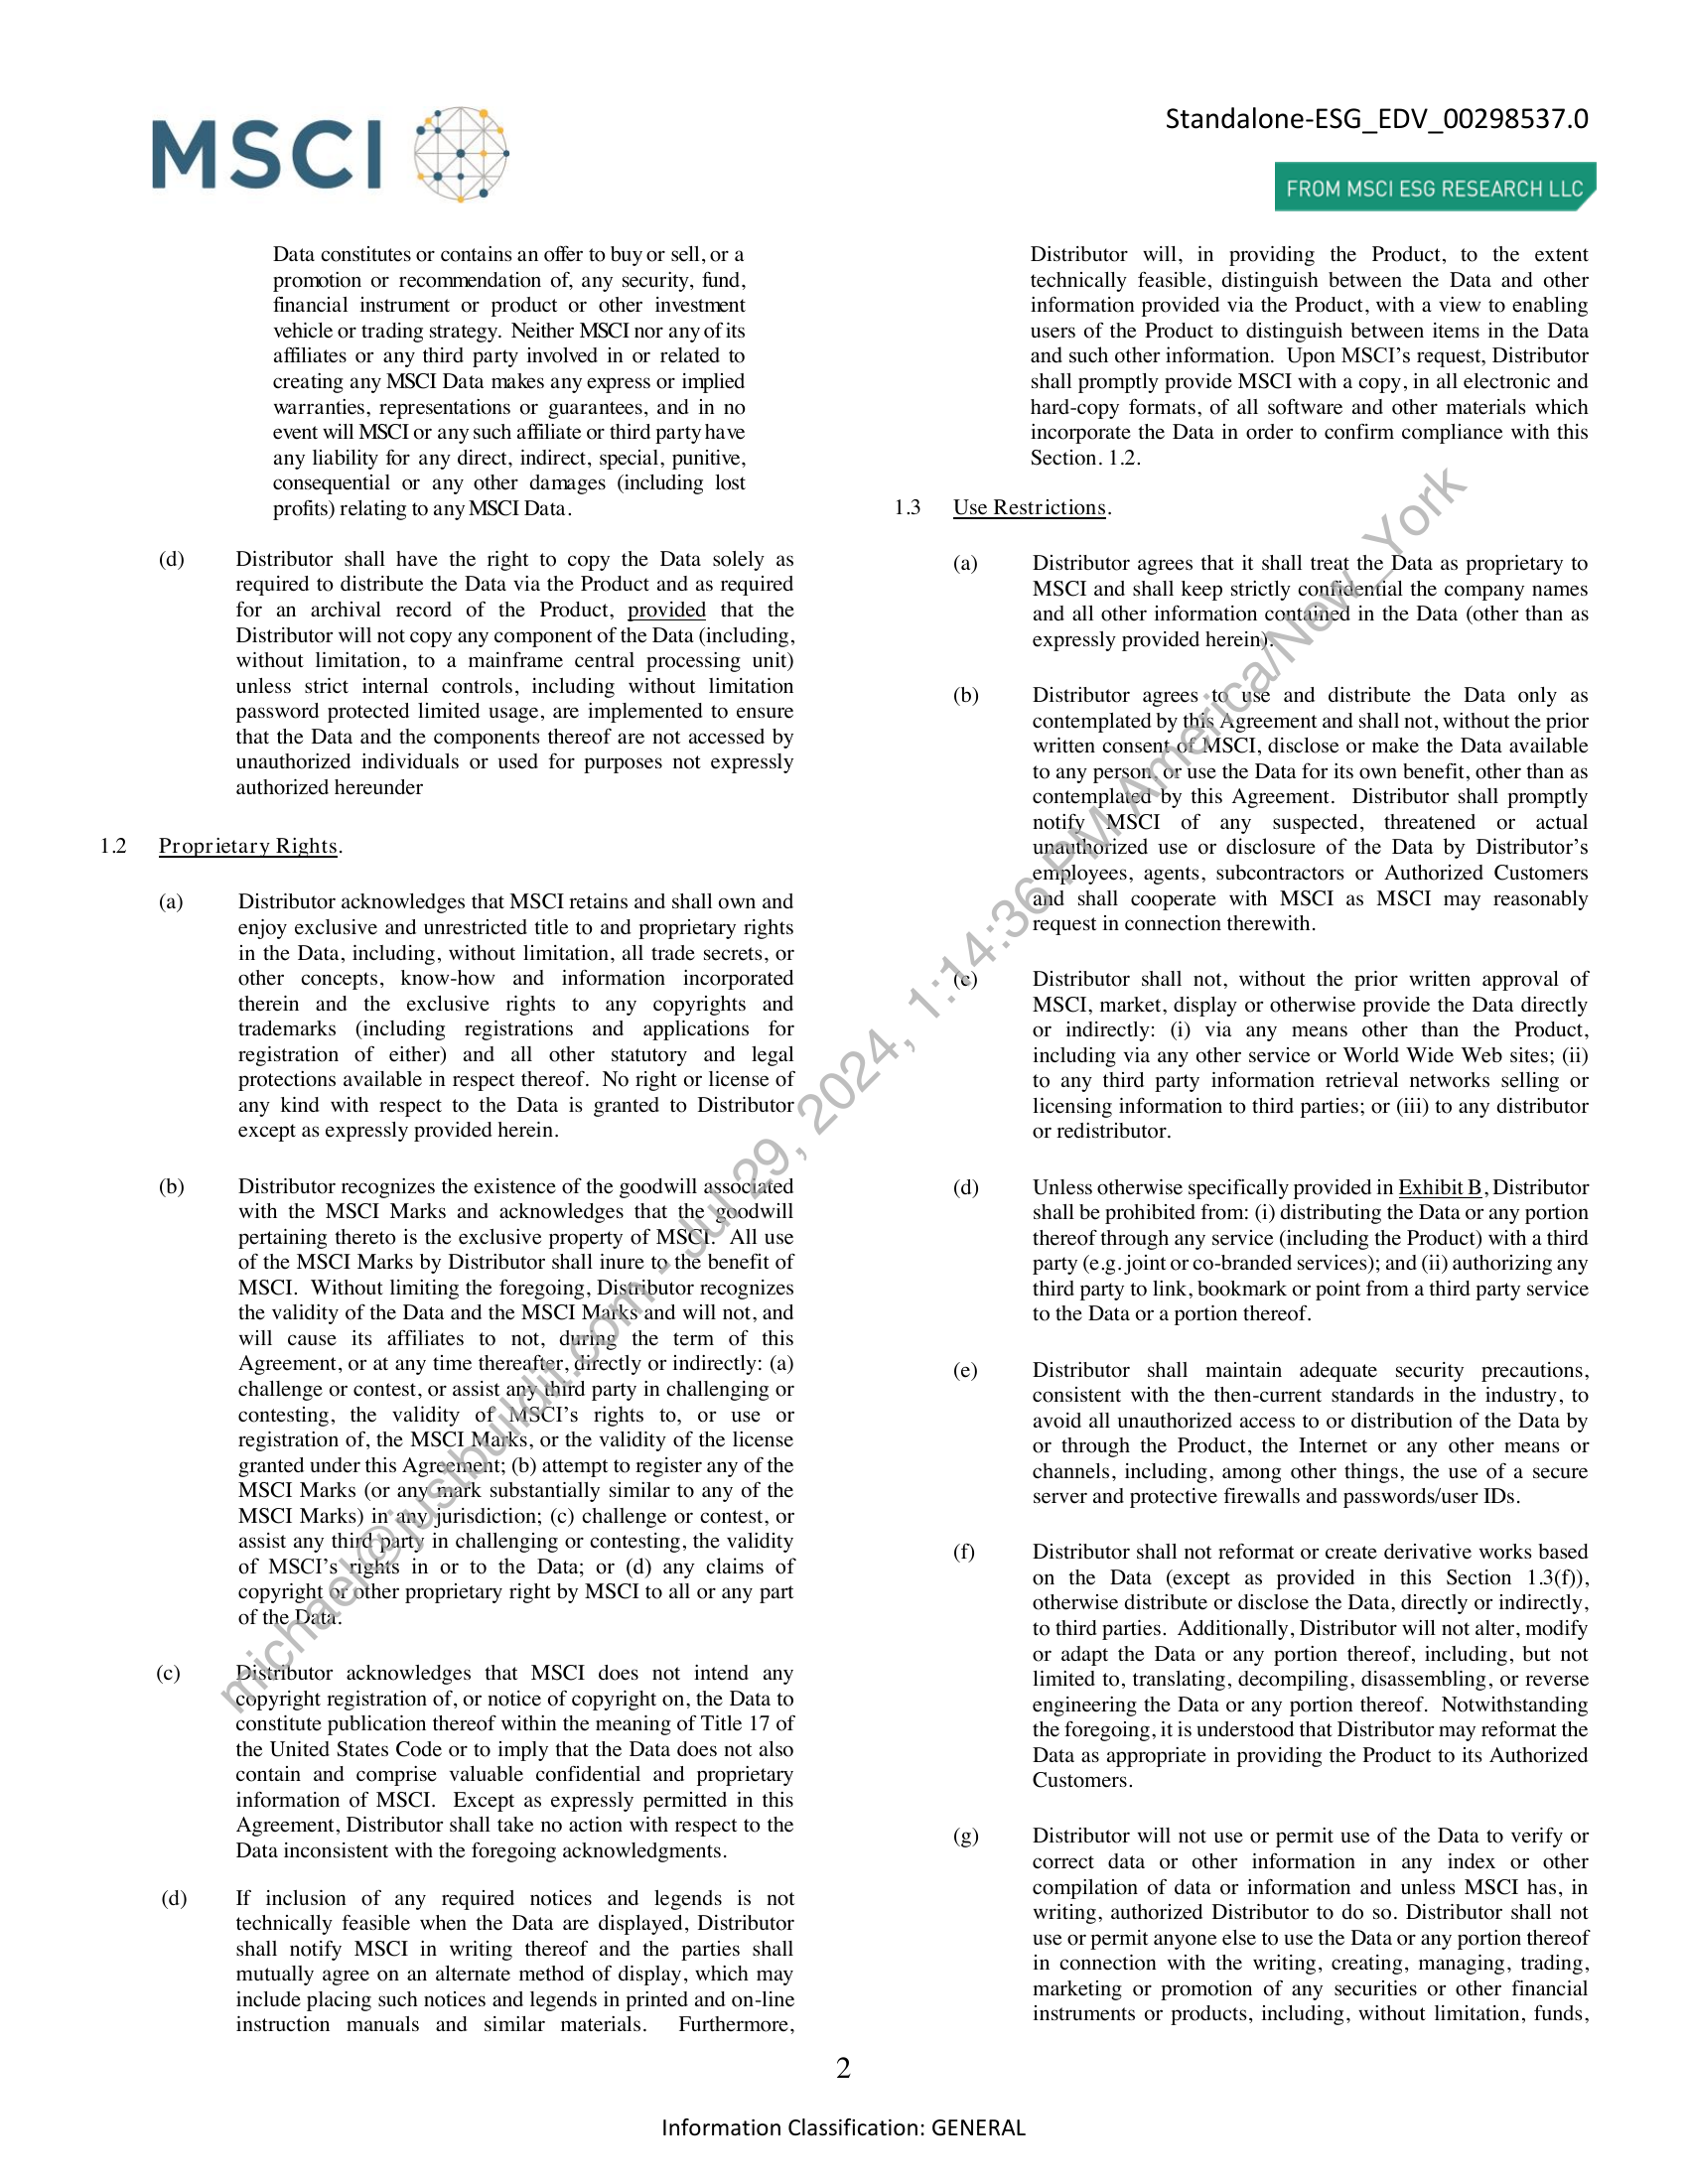 MSCI
Standalone-ESG_EDV_00298537.0
FROM MSCI ESG RESEARCH LLC
Data constitutes or contains an offer to buy or sell, or a
promotion or recommendation of, any security, fund,
financial instrument or product or other investment
vehicle or trading strategy. Neither MSCI nor any of its
affiliates or any third party involved in or related to
creating any MSCI Data makes any express or implied
warranties, representations or guarantees, and in no
event will MSCI or any such affiliate or third party have
any liability for any direct, indirect, special, punitive,
consequential or any other damages (including lost
profits) relating to any MSCI Data.
(d) Distributor shall have the right to copy the Data solely as
required to distribute the Data via the Product and as required
for an archival record of the Product, provided that the
Distributor will not copy any component of the Data (including,
without limitation, to a mainframe central processing unit)
unless strict internal controls, including without limitation
password protected limited usage, are implemented to ensure
that the Data and the components thereof are not accessed by
unauthorized individuals or used for purposes not expressly
authorized hereunder
1.2 Proprietary Rights.
(a) Distributor acknowledges that MSCI retains and shall own and
enjoy exclusive and unrestricted title to and proprietary rights
in the Data, including, without limitation, all trade secrets, or
other concepts, know-how and information incorporated
therein and the exclusive rights to any copyrights and
trademarks (including registrations and applications for
registration of either) and all other statutory and legal
protections available in respect thereof. No right or license of
any kind with respect to the Data is granted to Distributor
except as expressly provided herein.
(b) Distributor recognizes the existence of the goodwill associated
with the MSCI Marks and acknowledges that the goodwill
pertaining thereto is the exclusive property of MSCI. All use
of the MSCI Marks by Distributor shall inure to the benefit of
MSCI. Without limiting the foregoing, Distributor recognizes
the validity of the Data and the MSCI Marks and will not, and
will cause its affiliates to not, during the term of this
Agreement, or at any time thereafter, directly or indirectly: (a)
challenge or contest, or assist any third party in challenging or
contesting, the validity of MSCI’s rights to, or use or
registration of, the MSCI Marks, or the validity of the license
granted under this Agreement; (b) attempt to register any of the
MSCI Marks (or any mark substantially similar to any of the
MSCI Marks) in any jurisdiction; (c) challenge or contest, or
assist any third party in challenging or contesting, the validity
of MSCI’s rights in or to the Data; or (d) any claims of
copyright or other proprietary right by MSCI to all or any part
of the Data.
(c) Distributor acknowledges that MSCI does not intend any
copyright registration of, or notice of copyright on, the Data to
constitute publication thereof within the meaning of Title 17 of
the United States Code or to imply that the Data does not also
contain and comprise valuable confidential and proprietary
information of MSCI. Except as expressly permitted in this
Agreement, Distributor shall take no action with respect to the
Data inconsistent with the foregoing acknowledgments.
(d) If inclusion of any required notices and legends is not
technically feasible when the Data are displayed, Distributor
shall notify MSCI in writing thereof and the parties shall
mutually agree on an alternate method of display, which may
include placing such notices and legends in printed and on-line
instruction manuals and similar materials. Furthermore,
Distributor will, in providing the Product, to the extent
technically feasible, distinguish between the Data and other
information provided via the Product, with a view to enabling
users of the Product to distinguish between items in the Data
and such other information. Upon MSCI’s request, Distributor
shall promptly provide MSCI with a copy, in all electronic and
hard-copy formats, of all software and other materials which
incorporate the Data in order to confirm compliance with this
Section. 1.2.
1.3 Use Restrictions.
(a) Distributor agrees that it shall treat the Data as proprietary to
MSCI and shall keep strictly confidential the company names
and all other information contained in the Data (other than as
expressly provided herein).
(b) Distributor agrees to use and distribute the Data only as
contemplated by this Agreement and shall not, without the prior
written consent of MSCI, disclose or make the Data available
to any person, or use the Data for its own benefit, other than as
contemplated by this Agreement. Distributor shall promptly
notify MSCI of any suspected, threatened or actual
unauthorized use or disclosure of the Data by Distributor’s
employees, agents, subcontractors or Authorized Customers
and shall cooperate with MSCI as MSCI may reasonably
request in connection therewith.
(c) Distributor shall not, without the prior written approval of
MSCI, market, display or otherwise provide the Data directly
or indirectly: (i) via any means other than the Product,
including via any other service or World Wide Web sites; (ii)
to any third party information retrieval networks selling or
licensing information to third parties; or (iii) to any distributor
or redistributor.
(d) Unless otherwise specifically provided in Exhibit B, Distributor
shall be prohibited from: (i) distributing the Data or any portion
thereof through any service (including the Product) with a third
party (e.g. joint or co-branded services); and (ii) authorizing any
third party to link, bookmark or point from a third party service
to the Data or a portion thereof.
(e) Distributor shall maintain adequate security precautions,
consistent with the then-current standards in the industry, to
avoid all unauthorized access to or distribution of the Data by
or through the Product, the Internet or any other means or
channels, including, among other things, the use of a secure
server and protective firewalls and passwords/user IDs.
(f) Distributor shall not reformat or create derivative works based
on the Data (except as provided in this Section 1.3(f)),
otherwise distribute or disclose the Data, directly or indirectly,
to third parties. Additionally, Distributor will not alter, modify
or adapt the Data or any portion thereof, including, but not
limited to, translating, decompiling, disassembling, or reverse
engineering the Data or any portion thereof. Notwithstanding
the foregoing, it is understood that Distributor may reformat the
Data as appropriate in providing the Product to its Authorized
Customers.
(g) Distributor will not use or permit use of the Data to verify or
correct data or other information in any index or other
compilation of data or information and unless MSCI has, in
writing, authorized Distributor to do so. Distributor shall not
use or permit anyone else to use the Data or any portion thereof
in connection with the writing, creating, managing, trading,
marketing or promotion of any securities or other financial
instruments or products, including, without limitation, funds,
michael@justbuildit.com - Jul 29, 2024, 1:14:36 PM America/New_York
2
Information Classification: GENERAL